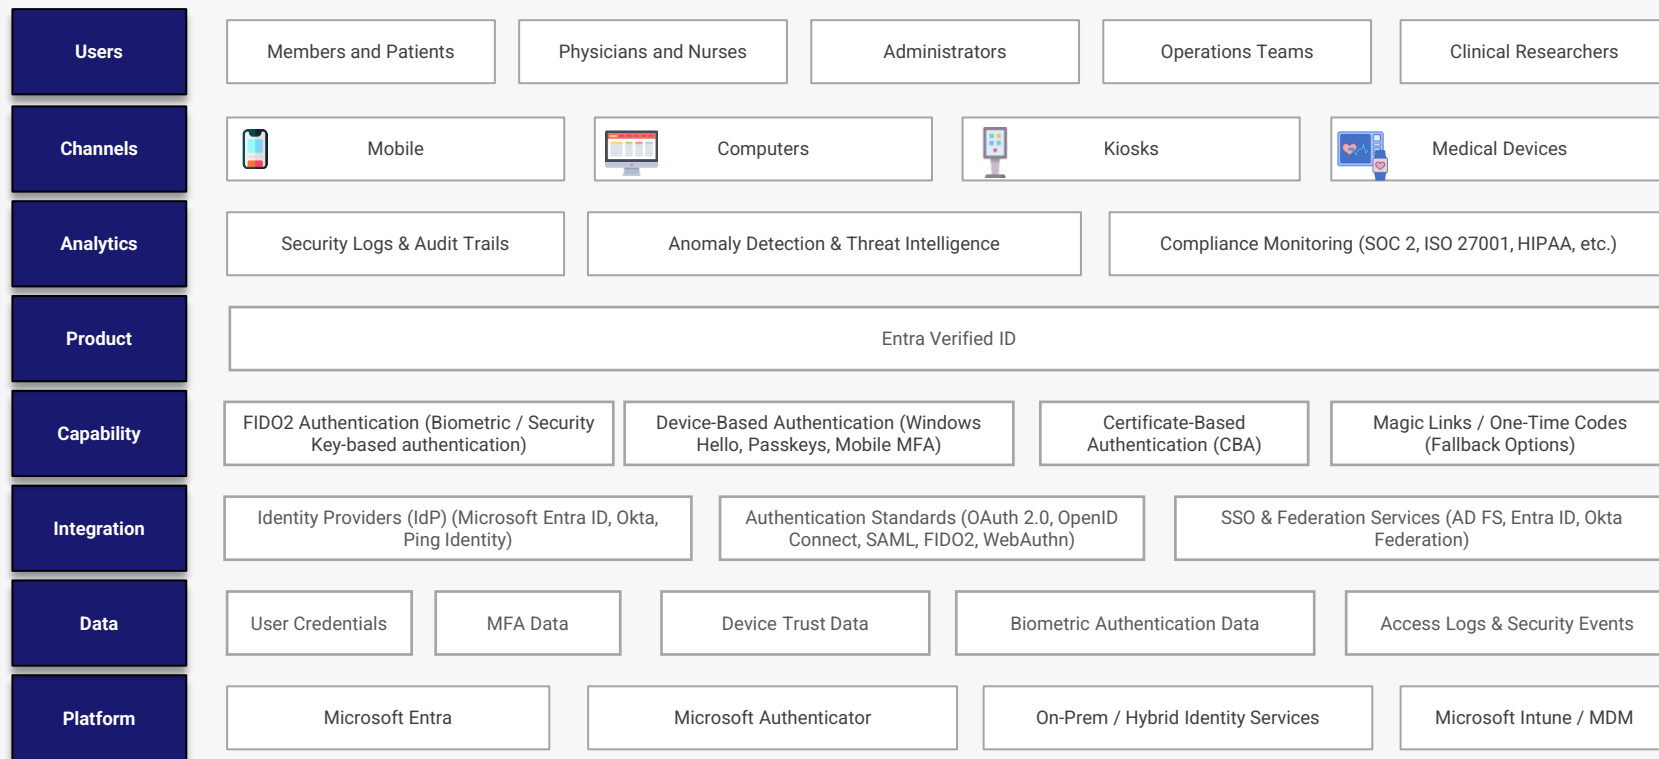 Users
Members and Patients
Physicians and Nurses
Administrators
Operations Teams
Clinical Researchers
Channels
Mobile
Computers
Kiosks
Medical Devices
Analytics
Security Logs & Audit Trails
Anomaly Detection & Threat Intelligence
Compliance Monitoring (SOC 2, ISO 27001, HIPAA, etc.)
Product
Entra Verified ID
Capability
FIDO2 Authentication (Biometric / Security
Key-based authentication)
Device-Based Authentication (Windows
Hello, Passkeys, Mobile MFA)
Certificate-Based
Authentication (CBA)
Magic Links / One-Time Codes
(Fallback Options)
Integration
Identity Providers (IdP) (Microsoft Entra ID, Okta,
Ping Identity)
Authentication Standards (OAuth 2.0, OpenID
Connect, SAML, FIDO2, WebAuthn)
SSO & Federation Services (AD FS, Entra ID, Okta
Federation)
Data
User Credentials
MFA Data
Device Trust Data
Biometric Authentication Data
Access Logs & Security Events
Platform
Microsoft Entra
Microsoft Authenticator
On-Prem / Hybrid Identity Services
Microsoft Intune / MDM